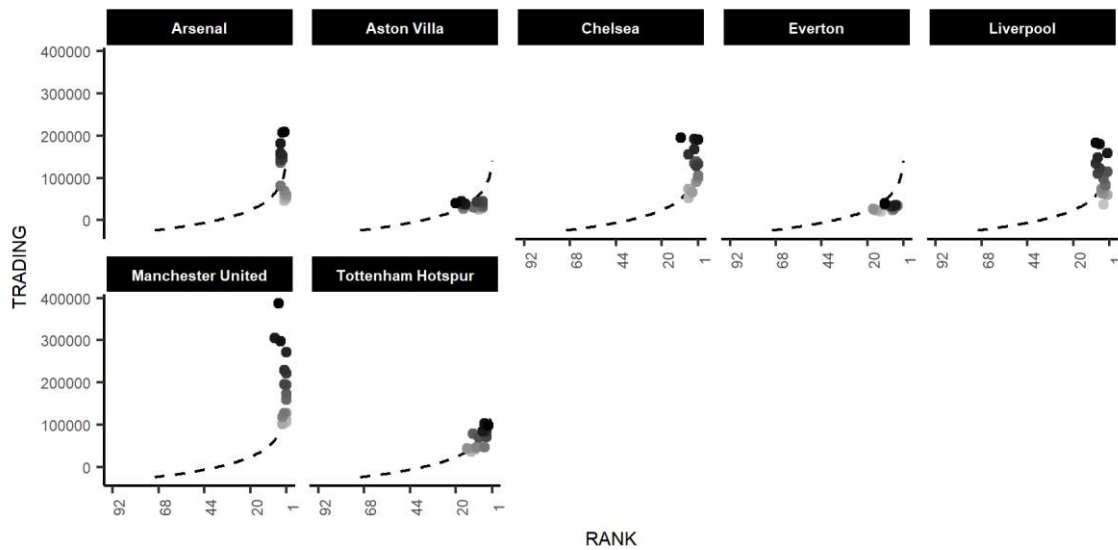 Arsenal Aston Villa Chelsea Everton Liverpool
400000
300000
200000
100000
0
92 68 44 20 1 92 68 44 20 1 92 68 44 20 1
Manchester United Tottenham Hotspur
TRADING
400000
300000
200000
100000
0
92 68 44 20 1 92 68 44 20 1
RANK